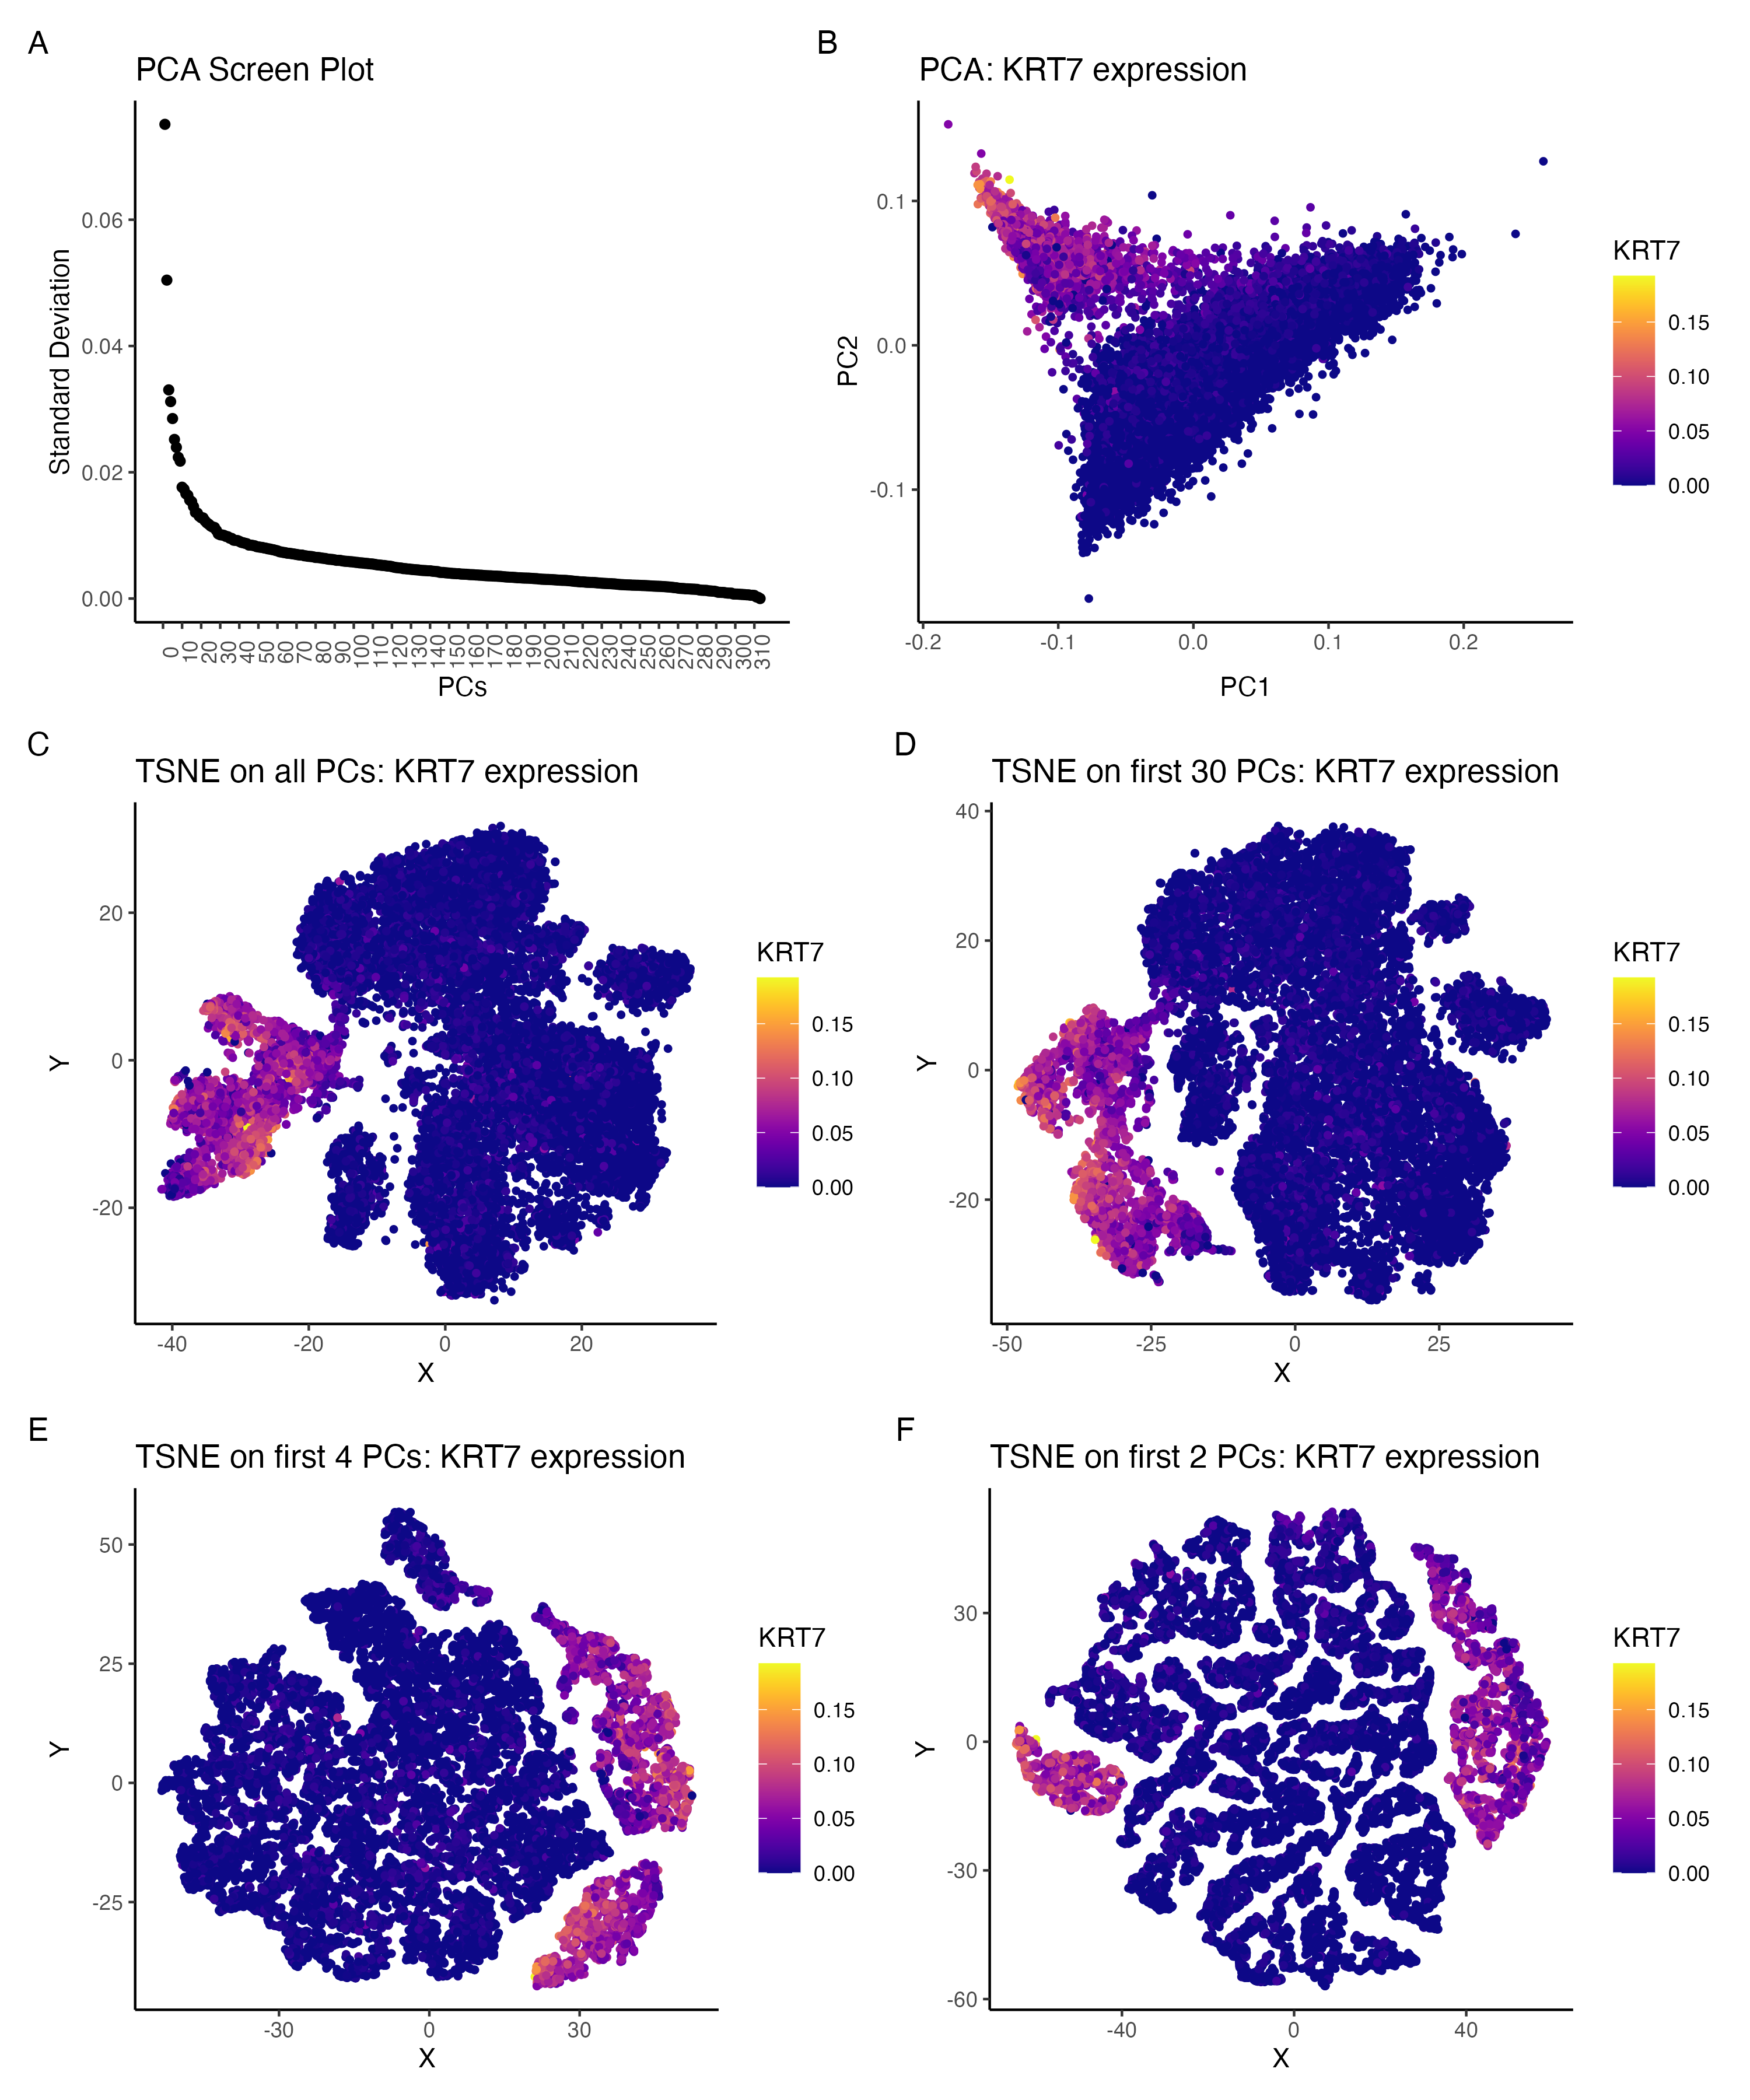 A
PCA Screen Plot
Standard Deviation
0.06
0.04
0.02
0.00
0 10 20 30 40 50 60 70 80 90 100 110 120 130 140 150 160 170 180 190 200 210 220 230 240 250 260 270 280 290 300 310
PCs
B
PCA: KRT7 expression
PC2
0.1
0.0
-0.1
-0.2 -0.1 0.0 0.1 0.2
PC1
KRT7
0.15
0.10
0.05
0.00
C
TSNE on all PCs: KRT7 expression
Y
20
0
-20
-40 -20 0 20
X
KRT7
0.15
0.10
0.05
0.00
D
TSNE on first 30 PCs: KRT7 expression
Y
40
20
0
-20
-50 -25 0 25
X
KRT7
0.15
0.10
0.05
0.00
E
TSNE on first 4 PCs: KRT7 expression
Y
50
25
0
-25
-30 0 30
X
KRT7
0.15
0.10
0.05
0.00
F
TSNE on first 2 PCs: KRT7 expression
Y
30
0
-30
-60
-40 0 40
X
KRT7
0.15
0.10
0.05
0.00